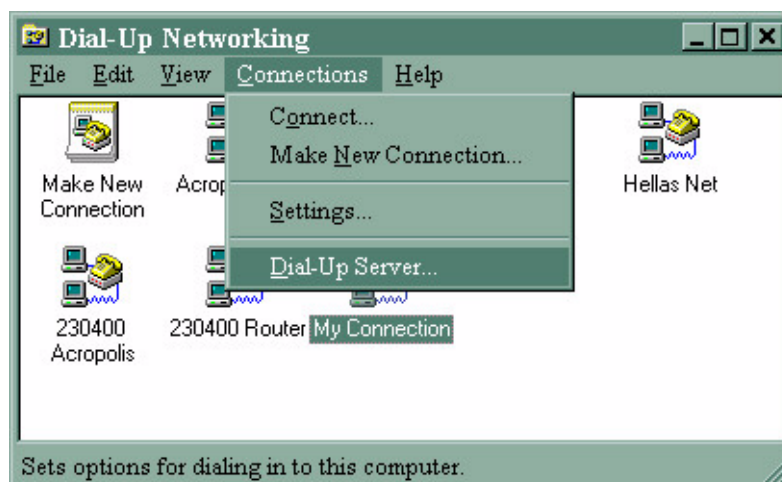 Dial-Up Networking
File Edit View Connections Help
Connect...
Make New Connection...
Settings...
Dial-Up Server...
Make New
Connection
Hellas Net
230400
Acropolis
230400 Router
My Connection
Sets options for dialing in to this computer.